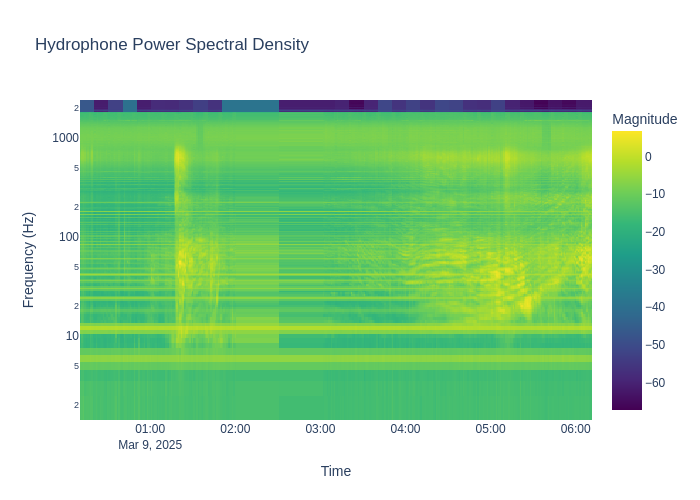 Hydrophone Power Spectral Density
Magnitude
2
1000
5
2
100
5
2
10
5
2
0
−10
−20
−30
−40
−50
−60
Frequency (Hz)
01:00 02:00 03:00 04:00 05:00 06:00
Mar 9, 2025
Time